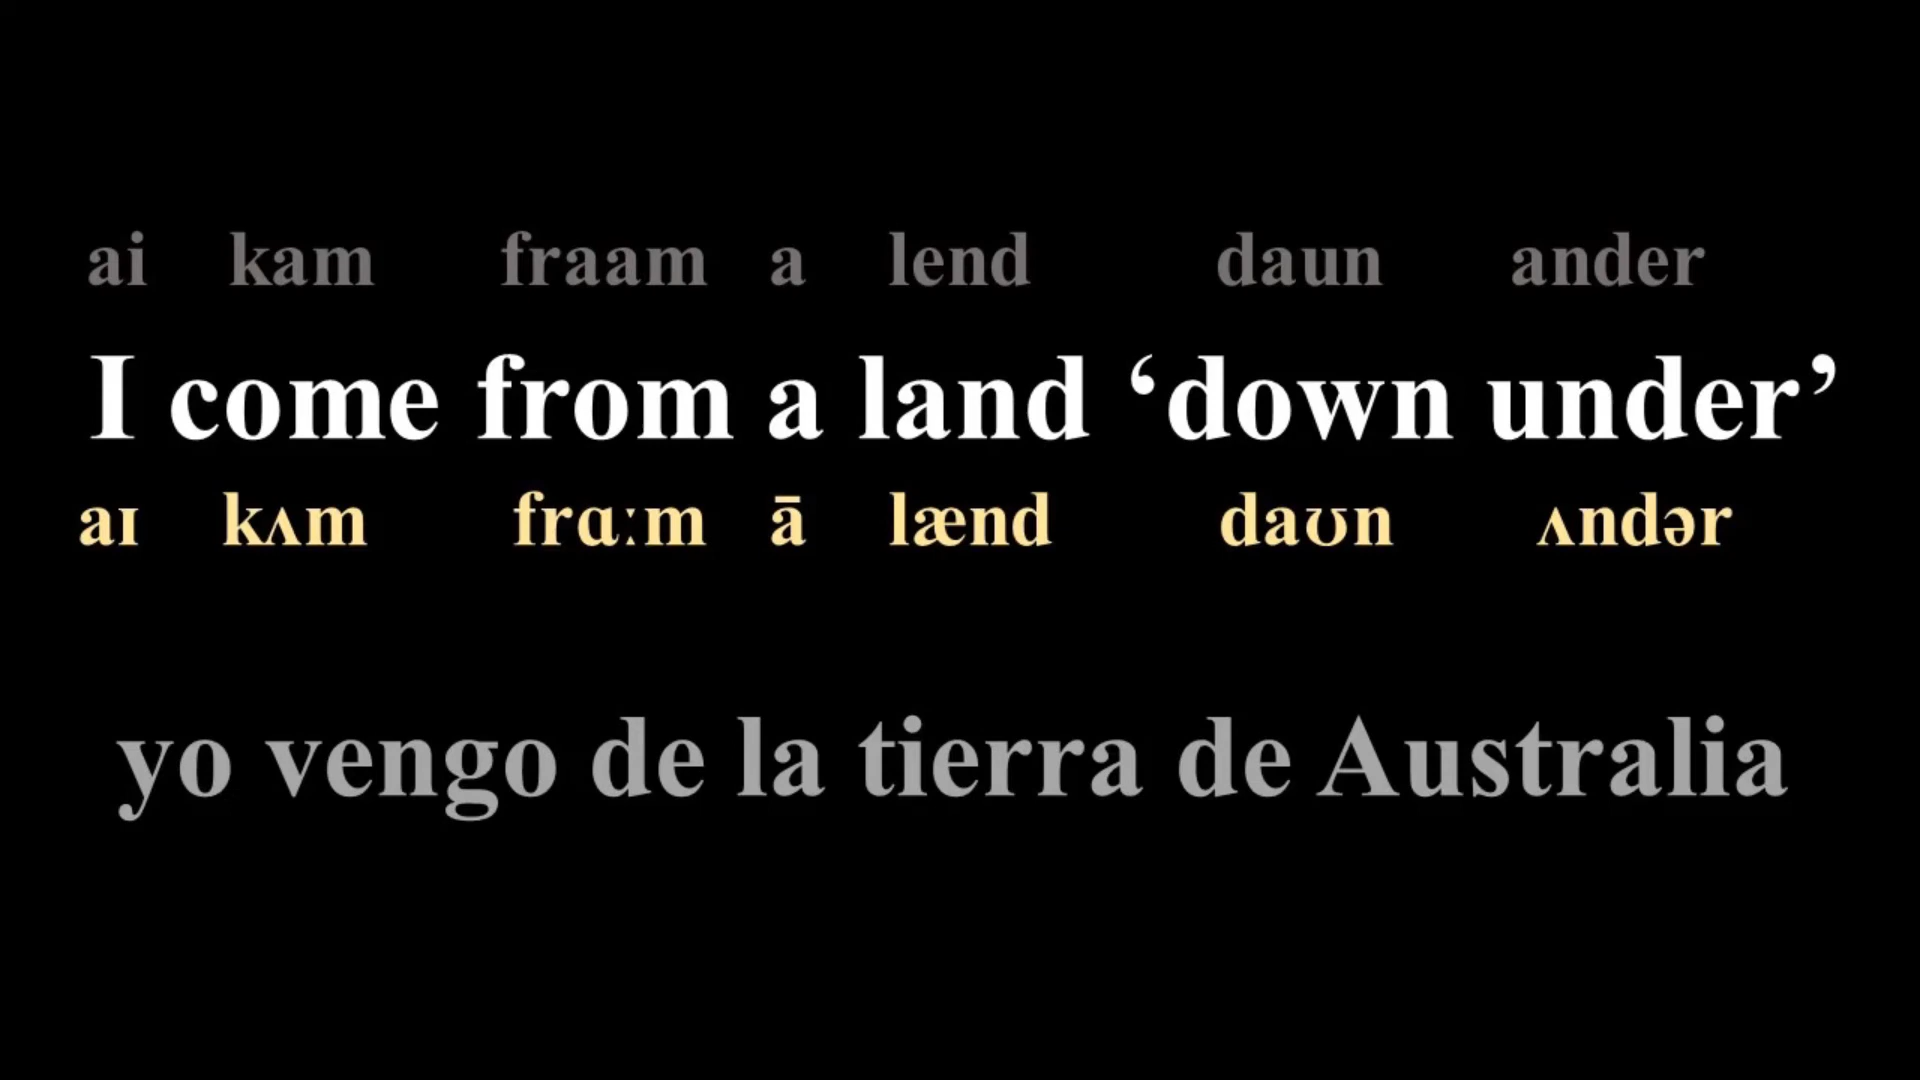 ai kam fraam a lend daun ander
I come from a land ‘down under’
aɪ kʌm frɑːm ā lænd daʊn ʌndər
yo vengo de la tierra de Australia